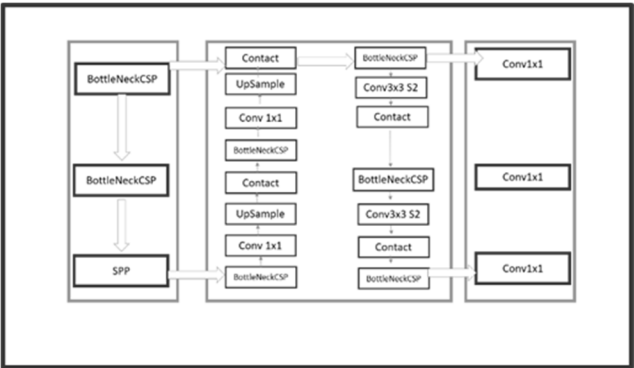 BottleNeckCSP
BottleNeckCSP
SPP
Contact
UpSample
Conv 1x1
BottleNeckCSP
Contact
UpSample
Conv 1x1
BottleNeckCSP
BottleNeckCSP
Conv3x3 S2
Contact
BottleNeckCSP
Conv3x3 S2
Contact
BottleNeckCSP
Conv1x1
Conv1x1
Conv1x1